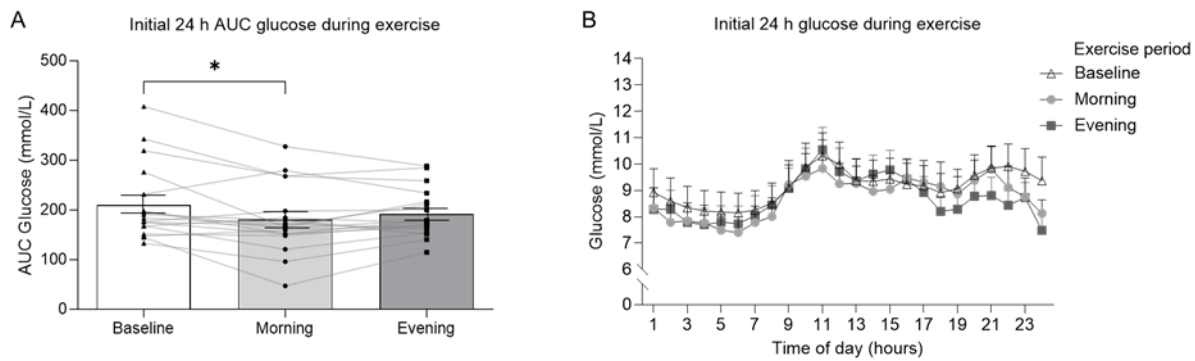 A
Initial 24 h AUC glucose during exercise
AUC Glucose (mmol/L)
500
400
300
200
100
0
*
Baseline
Morning
Evening
B
Initial 24 h glucose during exercise
Exercise period
Baseline
Morning
Evening
Glucose (mmol/L)
14
13
12
11
10
9
8
7
6
0
1
3
5
7
9
11
13
15
17
19
21
23
Time of day (hours)